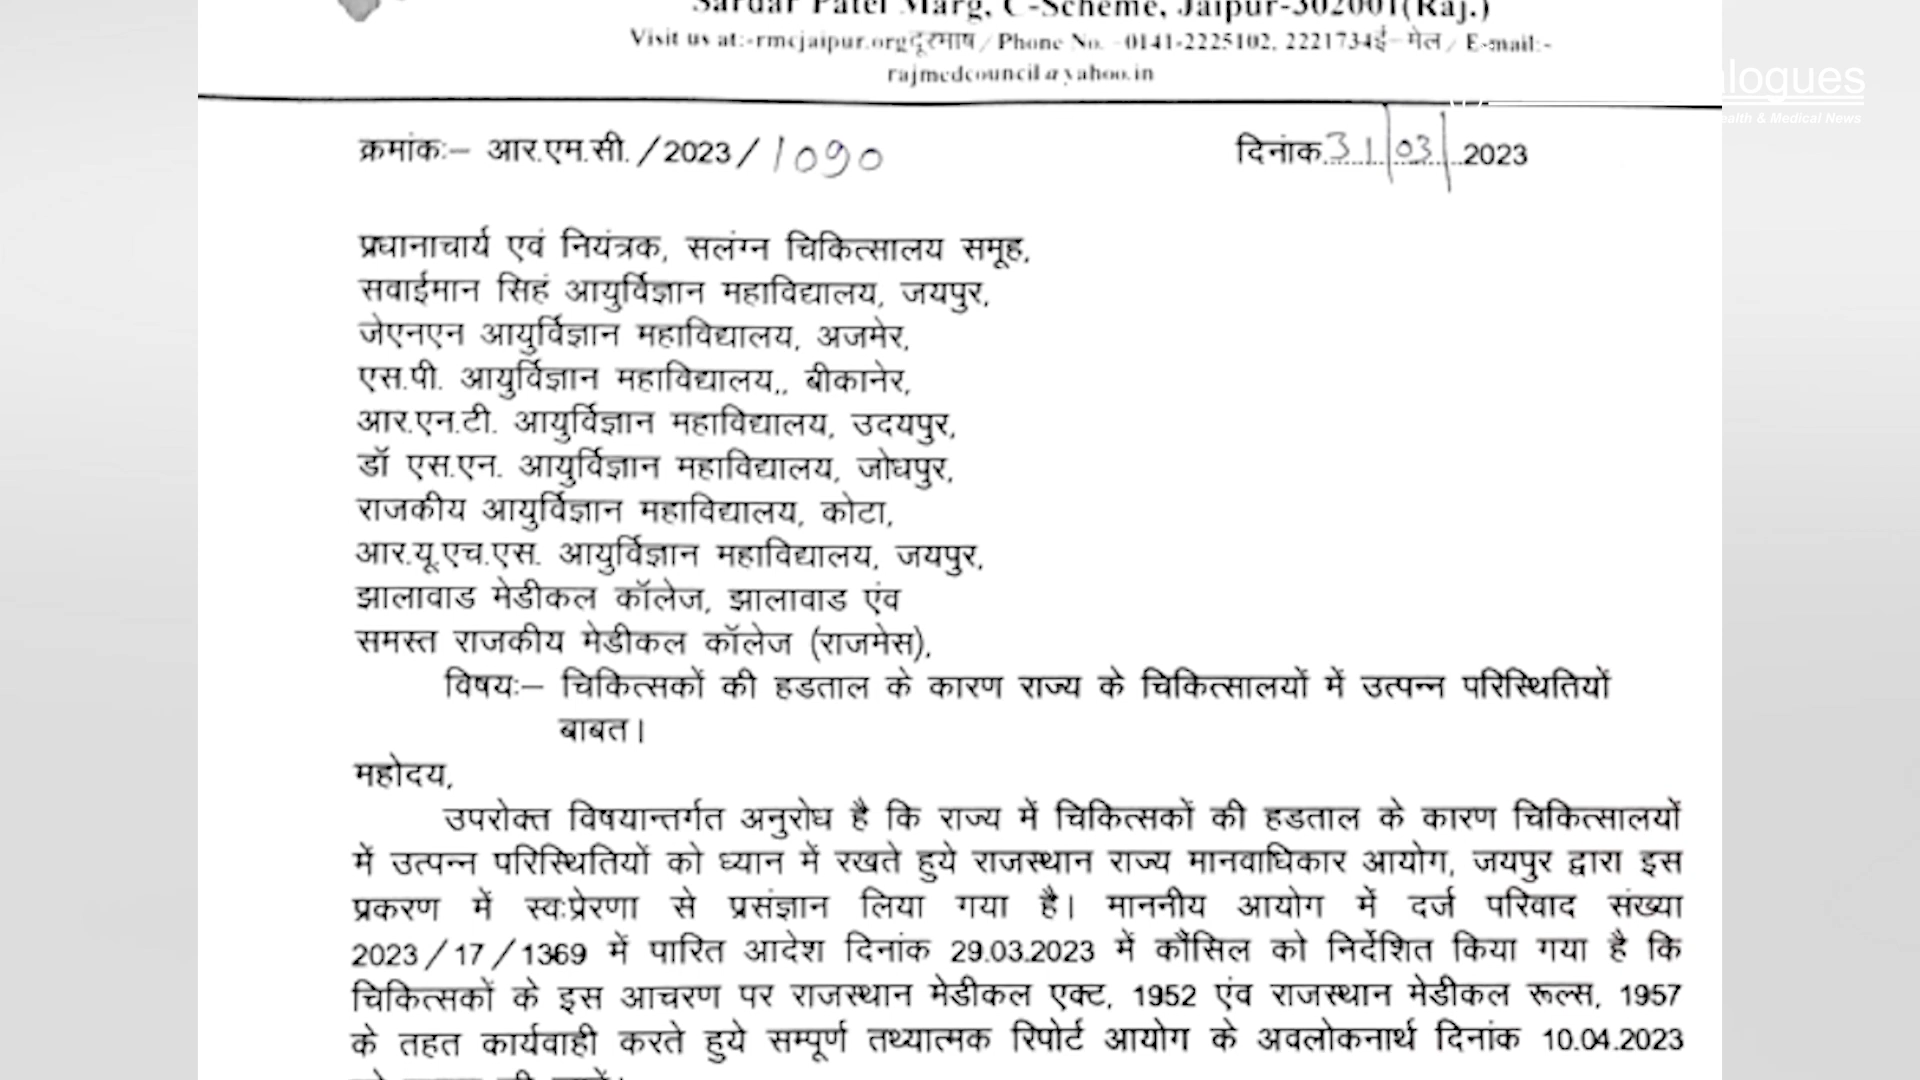 Sardar Patel Marg, C-Scheme, Jaipur-302001(Raj.)
Visit us at:-rmcjaipur.orgदूरभाष / Phone No. -0141-2225102, 2221734ई-मेल / E-mail:-
rajmedcouncil@yahoo.in
alogues
ealth & Medical News
क्रमांकः– आर.एम.सी. / 2023 / 1090 दिनांक 31/03/2023
प्रधानाचार्य एवं नियंत्रक, सलंग्न चिकित्सालय समूह,
सवाईमान सिहं आयुर्विज्ञान महाविद्यालय, जयपुर,
जेएनएन आयुर्विज्ञान महाविद्यालय, अजमेर,
एस.पी. आयुर्विज्ञान महाविद्यालय,, बीकानेर,
आर.एन.टी. आयुर्विज्ञान महाविद्यालय, उदयपुर,
डॉ एस.एन. आयुर्विज्ञान महाविद्यालय, जोधपुर,
राजकीय आयुर्विज्ञान महाविद्यालय, कोटा,
आर.यू.एच.एस. आयुर्विज्ञान महाविद्यालय, जयपुर,
झालावाड मेडीकल कॉलेज, झालावाड एंव
समस्त राजकीय मेडीकल कॉलेज (राजमेस),
विषयः– चिकित्सकों की हडताल के कारण राज्य के चिकित्सालयों में उत्पन्न परिस्थितियों
बाबत।
महोदय,
उपरोक्त विषयान्तर्गत अनुरोध है कि राज्य में चिकित्सकों की हडताल के कारण चिकित्सालयों
में उत्पन्न परिस्थितियों को ध्यान में रखते हुये राजस्थान राज्य मानवाधिकार आयोग, जयपुर द्वारा इस
प्रकरण में स्वःप्रेरणा से प्रसंज्ञान लिया गया है। माननीय आयोग में दर्ज परिवाद संख्या
2023 / 17 / 1369 में पारित आदेश दिनांक 29.03.2023 में कौंसिल को निर्देशित किया गया है कि
चिकित्सकों के इस आचरण पर राजस्थान मेडीकल एक्ट, 1952 एंव राजस्थान मेडीकल रूल्स, 1957
के तहत कार्यवाही करते हुये सम्पूर्ण तथ्यात्मक रिपोर्ट आयोग के अवलोकनार्थ दिनांक 10.04.2023